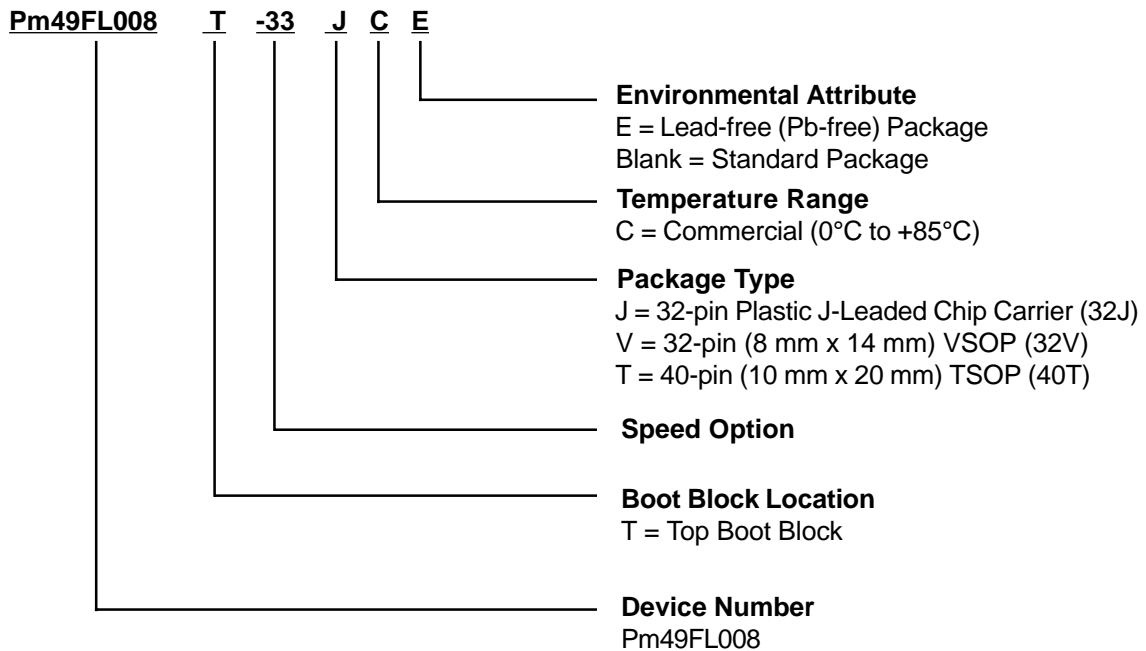 Pm49FL008 T -33 J C E
Environmental Attribute
E = Lead-free (Pb-free) Package
Blank = Standard Package
Temperature Range
C = Commercial (0°C to +85°C)
Package Type
J = 32-pin Plastic J-Leaded Chip Carrier (32J)
V = 32-pin (8 mm x 14 mm) VSOP (32V)
T = 40-pin (10 mm x 20 mm) TSOP (40T)
Speed Option
Boot Block Location
T = Top Boot Block
Device Number
Pm49FL008